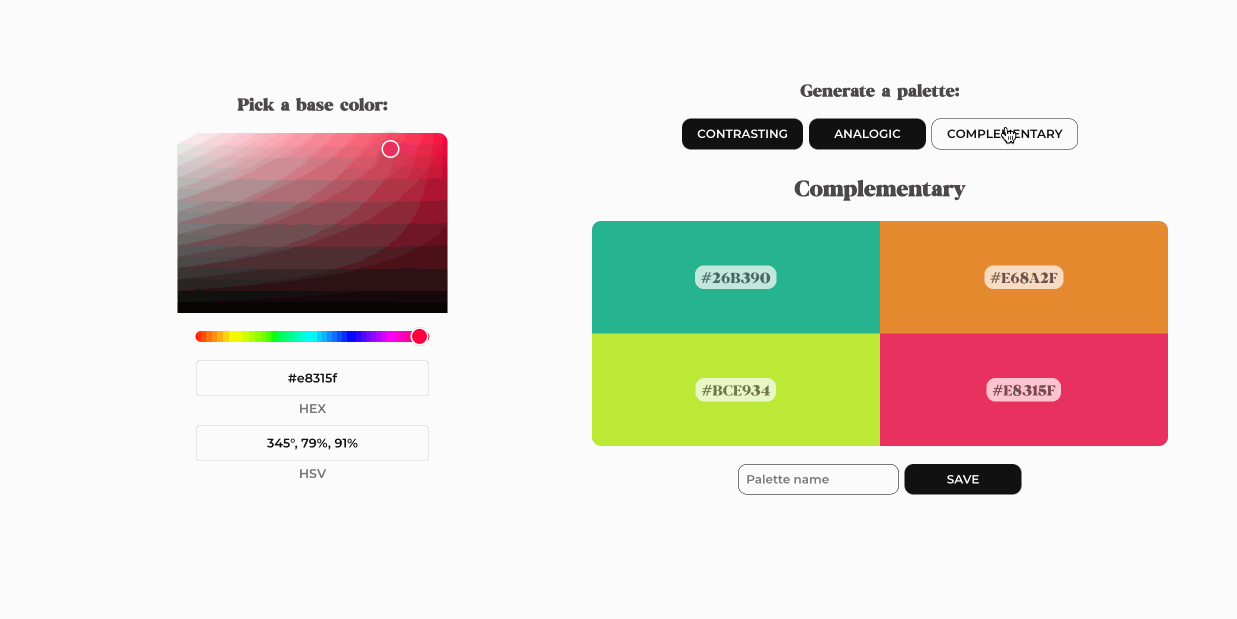 Pick a base color:
#e8315f
HEX
345°, 79%, 91%
HSV
Generate a palette:
CONTRASTING
ANALOGIC
COMPLEMENTARY
Complementary
#26B390
#E68A2F
#BCE934
#E8315F
Palette name
SAVE